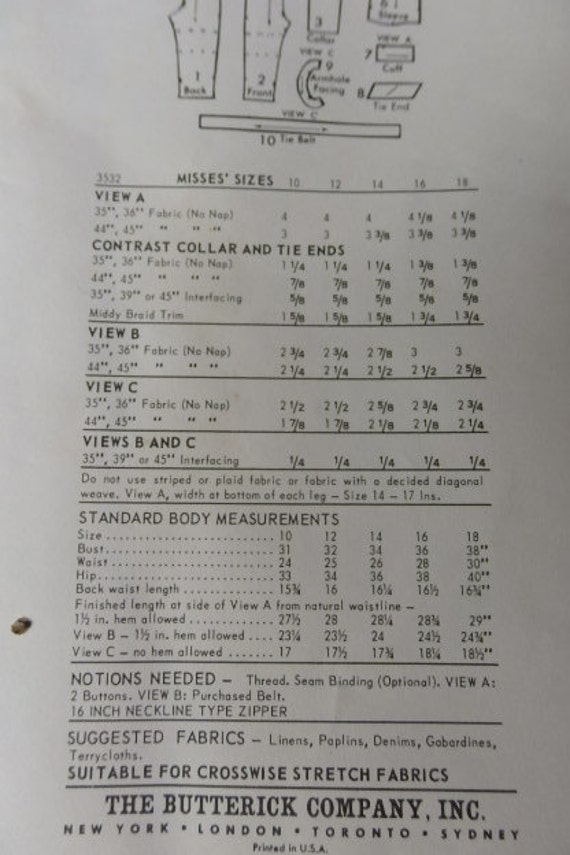 6
Sleeve
3
Collar
VIEW C
VIEW A
7
Cuff
1
Back
2
Front
9
Armhole
Facing
8
Tie End
VIEW C
10 Tie Belt
3532 MISSES' SIZES 10 12 14 16 18
VIEW A
35", 36" Fabric (No Nap) 4 4 4 4 1/8 4 1/8
44", 45" " " " 3 3 3 3/8 3 3/8 3 3/8
CONTRAST COLLAR AND TIE ENDS
35", 36" Fabric (No Nap) 1 1/4 1 1/4 1 1/4 1 3/8 1 3/8
44", 45" " " " 7/8 7/8 7/8 7/8 7/8
35", 39" or 45" Interfacing 5/8 5/8 5/8 5/8 5/8
Middy Braid Trim 1 5/8 1 5/8 1 5/8 1 3/4 1 3/4
VIEW B
35", 36" Fabric (No Nap) 2 3/4 2 3/4 2 7/8 3 3
44", 45" " " " 2 1/4 2 1/4 2 1/2 2 1/2 2 5/8
VIEW C
35", 36" Fabric (No Nap) 2 1/2 2 1/2 2 5/8 2 3/4 2 3/4
44", 45" " " " 1 7/8 1 7/8 2 1/8 2 1/8 2 1/4
VIEWS B AND C
35", 39" or 45" Interfacing 1/4 1/4 1/4 1/4 1/4
Do not use striped or plaid fabric or fabric with a decided diagonal
weave. View A, width at bottom of each leg - Size 14 - 17 Ins.
STANDARD BODY MEASUREMENTS
Size 10 12 14 16 18
Bust 31 32 34 36 38"
Waist 24 25 26 28 30"
Hip 33 34 36 38 40"
Back waist length 15¾ 16 16¼ 16½ 16¾"
Finished length at side of View A from natural waistline -
1½ in. hem allowed 27½ 28 28¼ 28¾ 29"
View B - 1½ in. hem allowed 23¼ 23½ 24 24½ 24¾"
View C - no hem allowed 17 17½ 17¾ 18¼ 18½"
NOTIONS NEEDED - Thread. Seam Binding (Optional). VIEW A:
2 Buttons. VIEW B: Purchased Belt.
16 INCH NECKLINE TYPE ZIPPER
SUGGESTED FABRICS - Linens, Poplins, Denims, Gabardines,
Terrycloths.
SUITABLE FOR CROSSWISE STRETCH FABRICS
THE BUTTERICK COMPANY, INC.
NEW YORK • LONDON • TORONTO • SYDNEY
Printed in U.S.A.